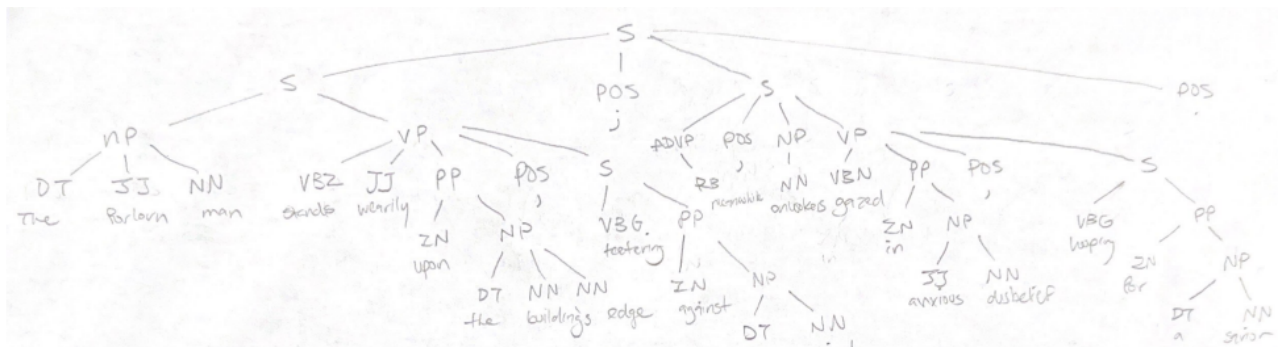 S
S POS S POS
; .
NP VP ADVP POS NP VP
DT JJ NN VBZ JJ PP POS S RB , NN VBN PP POS S
The forlorn man stands wearily , onlookers gazed ,
IN NP VBG PP IN NP VBG PP
upon teetering in hoping
DT NN NN IN NP JJ NN IN NP
the buildings edge against anxious disbelief for
DT NN DT NN
a savior